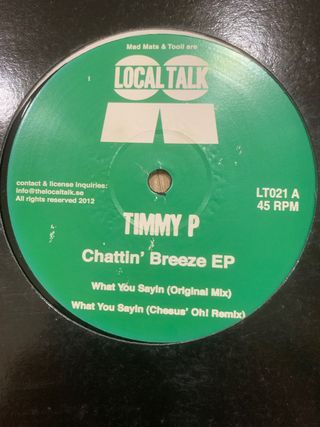 Mad Mats & Tooli are
LOCAL TALK
contact & license inquiries:
info@thelocaltalk.se
All rights reserved 2012
LT021 A
45 RPM
TIMMY P
Chattin' Breeze EP
What You Sayin (Original Mix)
What You Sayin (Chesus' Oh! Remix)